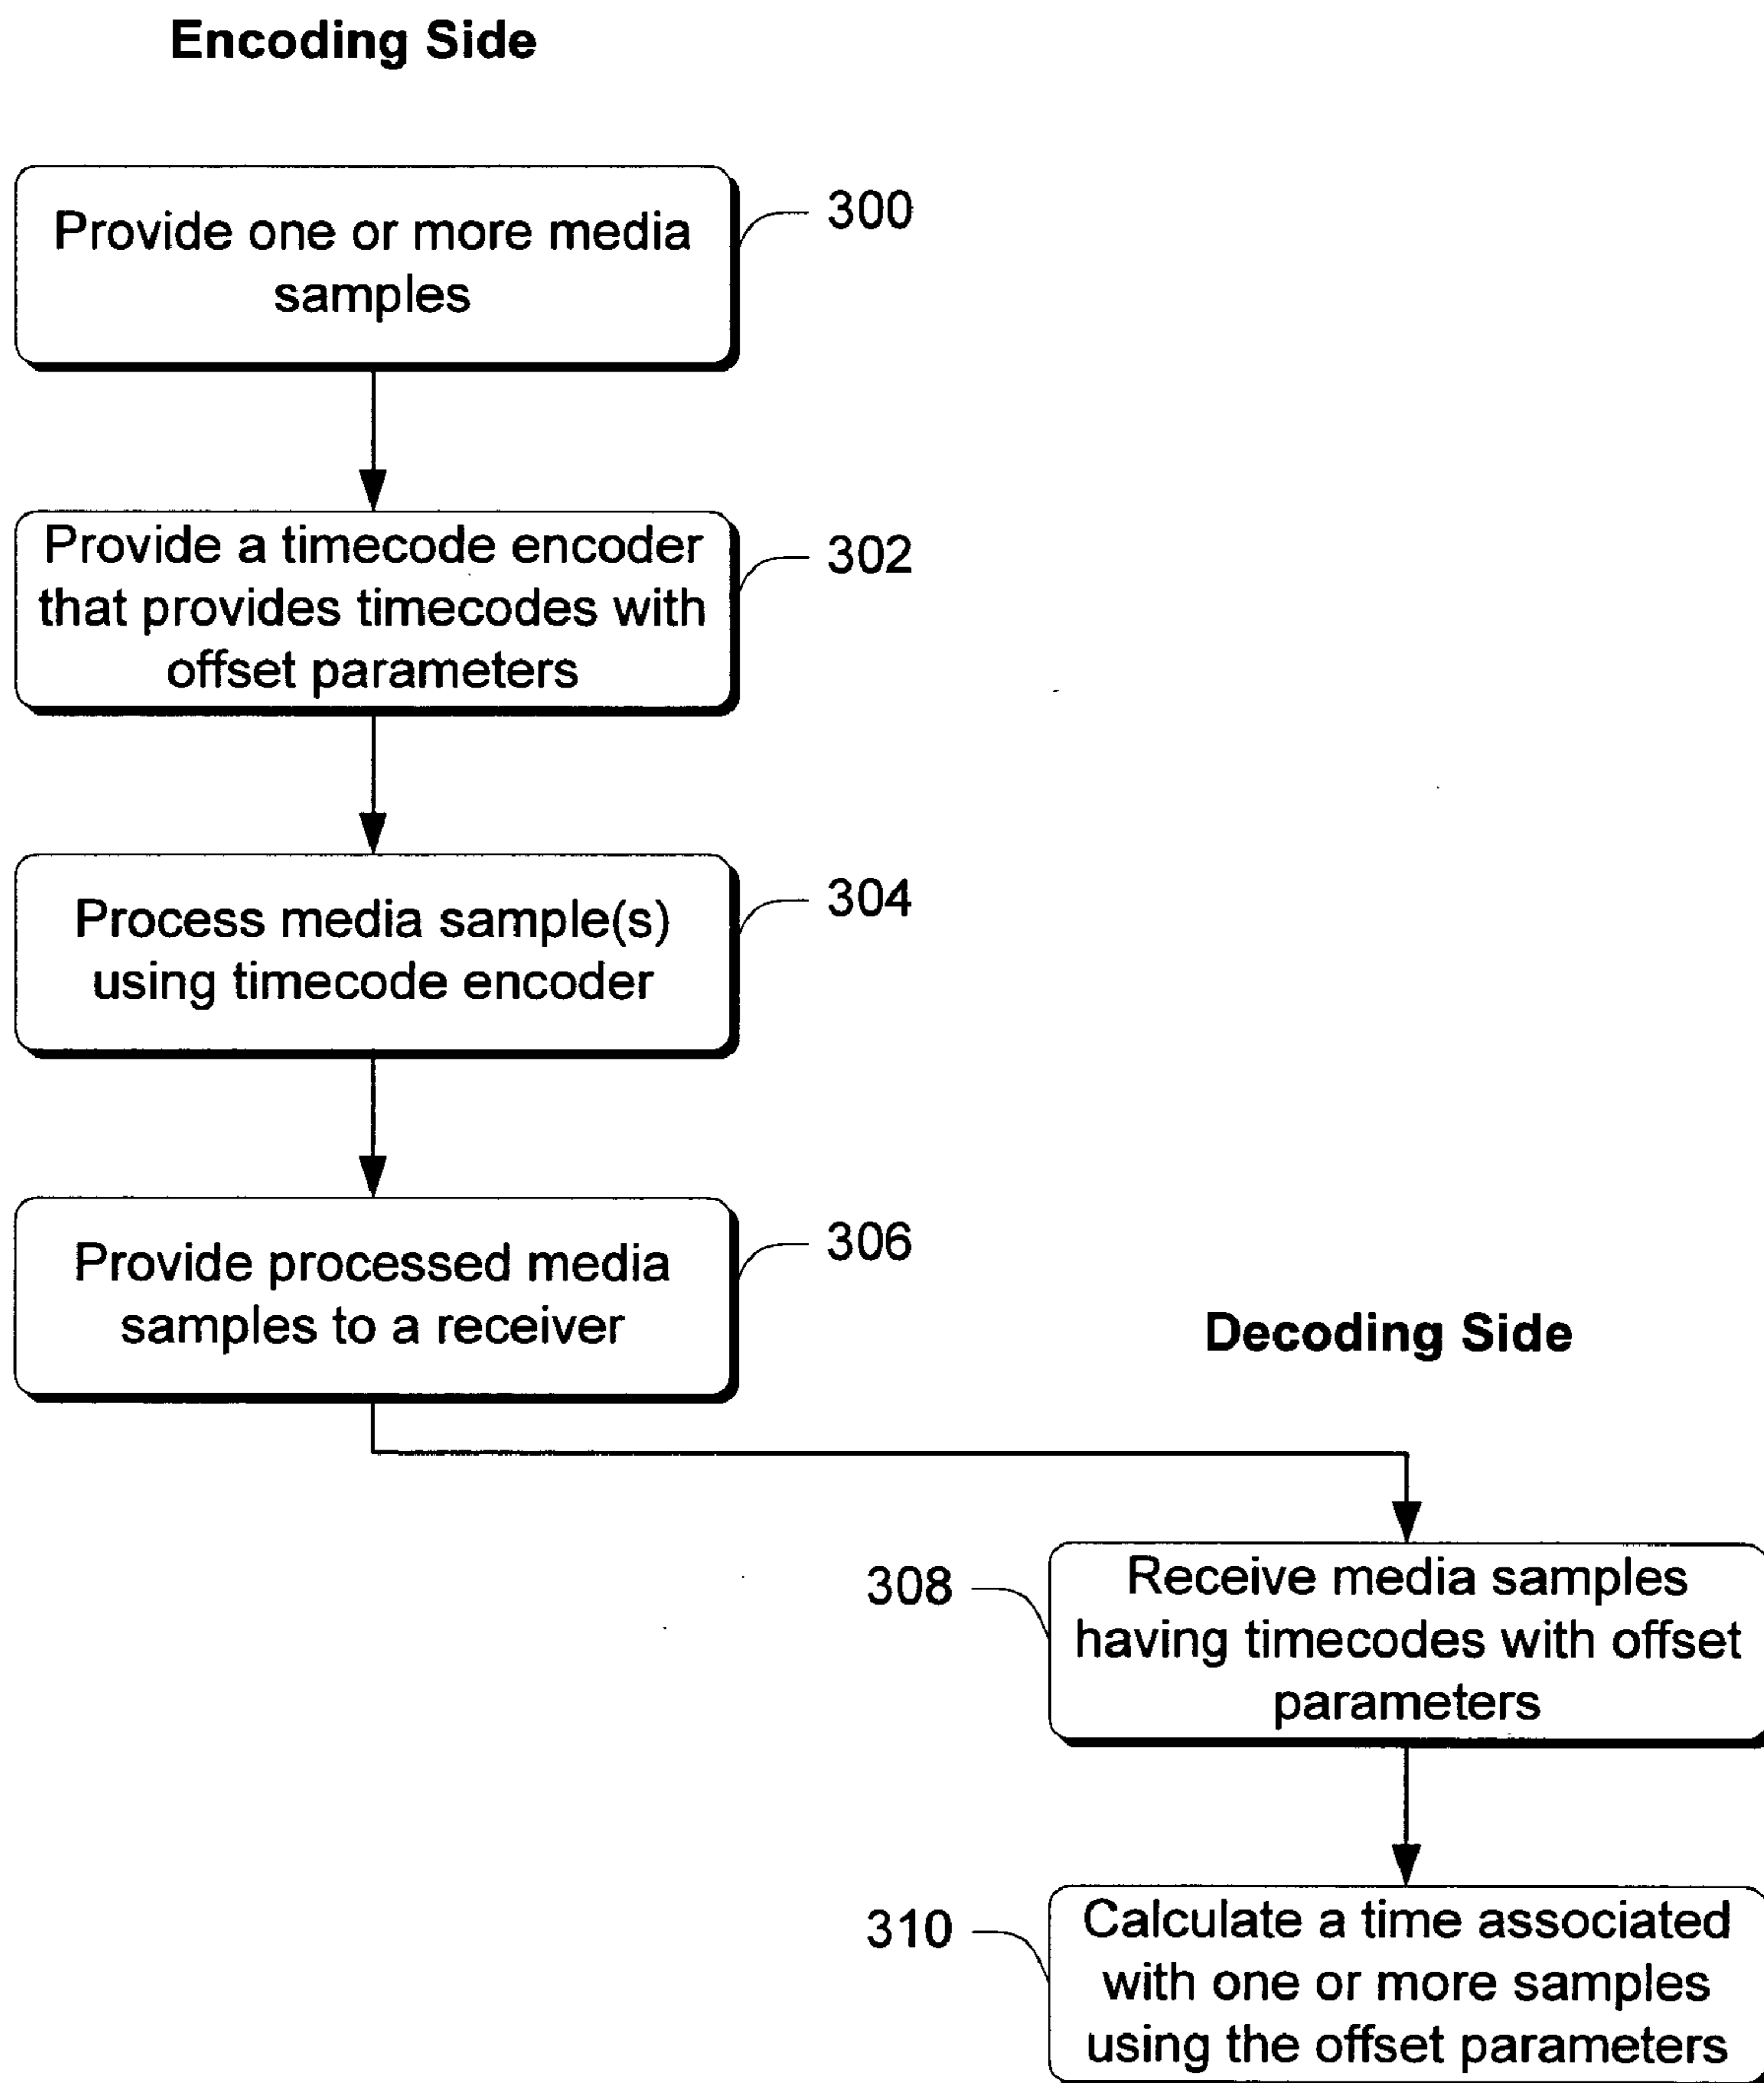 Encoding Side
Provide one or more media
samples
300
Provide a timecode encoder
that provides timecodes with
offset parameters
302
Process media sample(s)
using timecode encoder
304
Provide processed media
samples to a receiver
306
Decoding Side
308
Receive media samples
having timecodes with offset
parameters
310
Calculate a time associated
with one or more samples
using the offset parameters